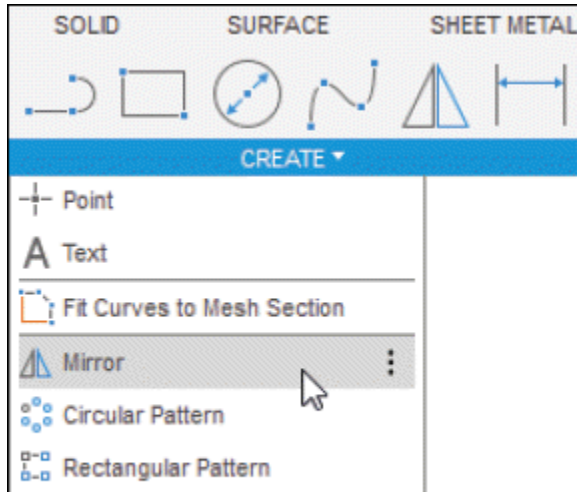 SOLID SURFACE SHEET METAL
CREATE
Point
Text
Fit Curves to Mesh Section
Mirror
Circular Pattern
Rectangular Pattern